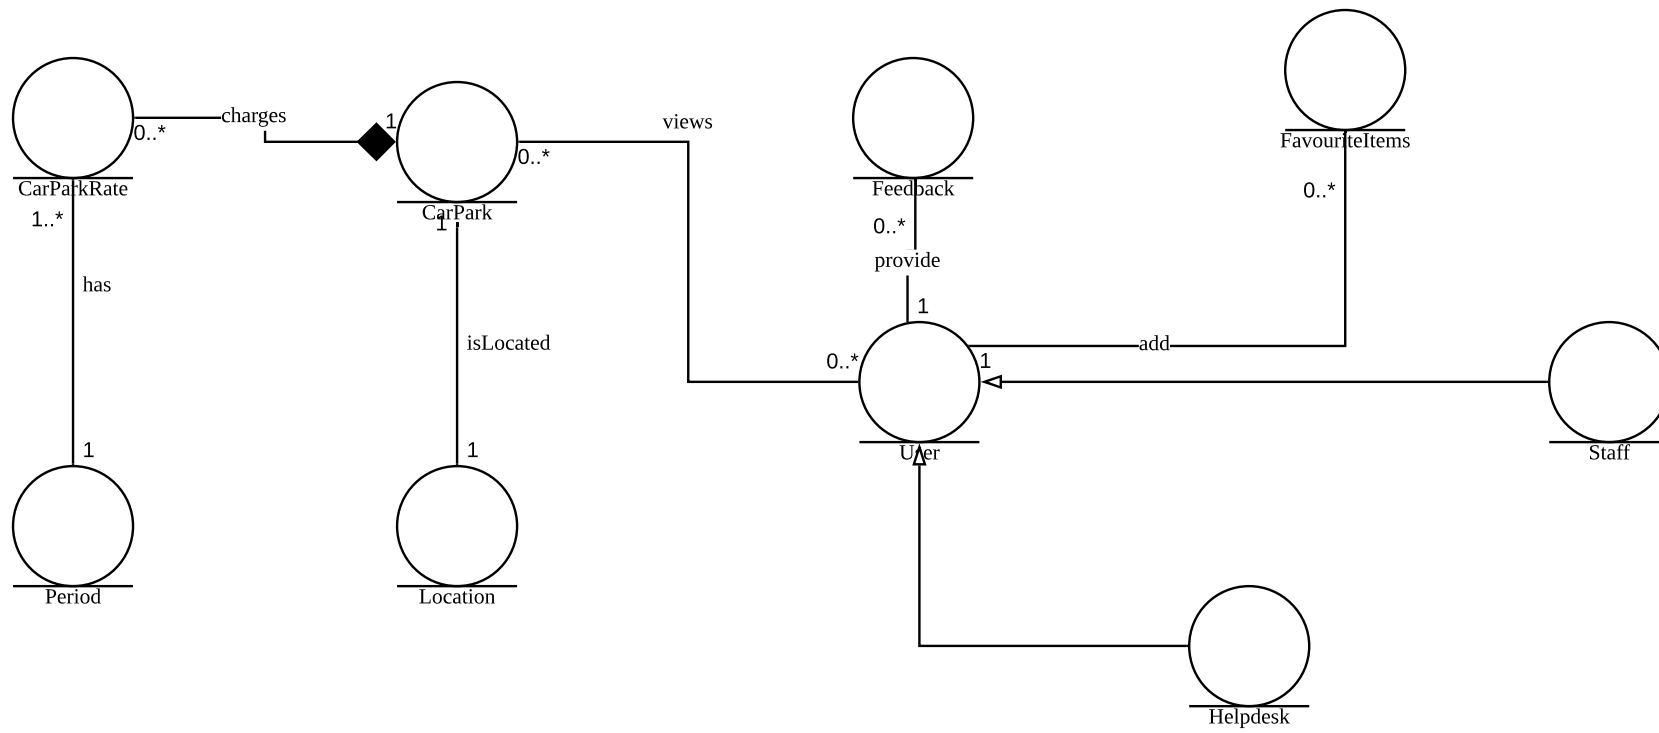 charges
1
0..*
views
0..*
CarParkRate
CarPark
Feedback
FavouriteItems
1..*
1
0..*
0..*
has
provide
isLocated
1
0..*
1
add
1
1
User
Staff
Period
Location
Helpdesk